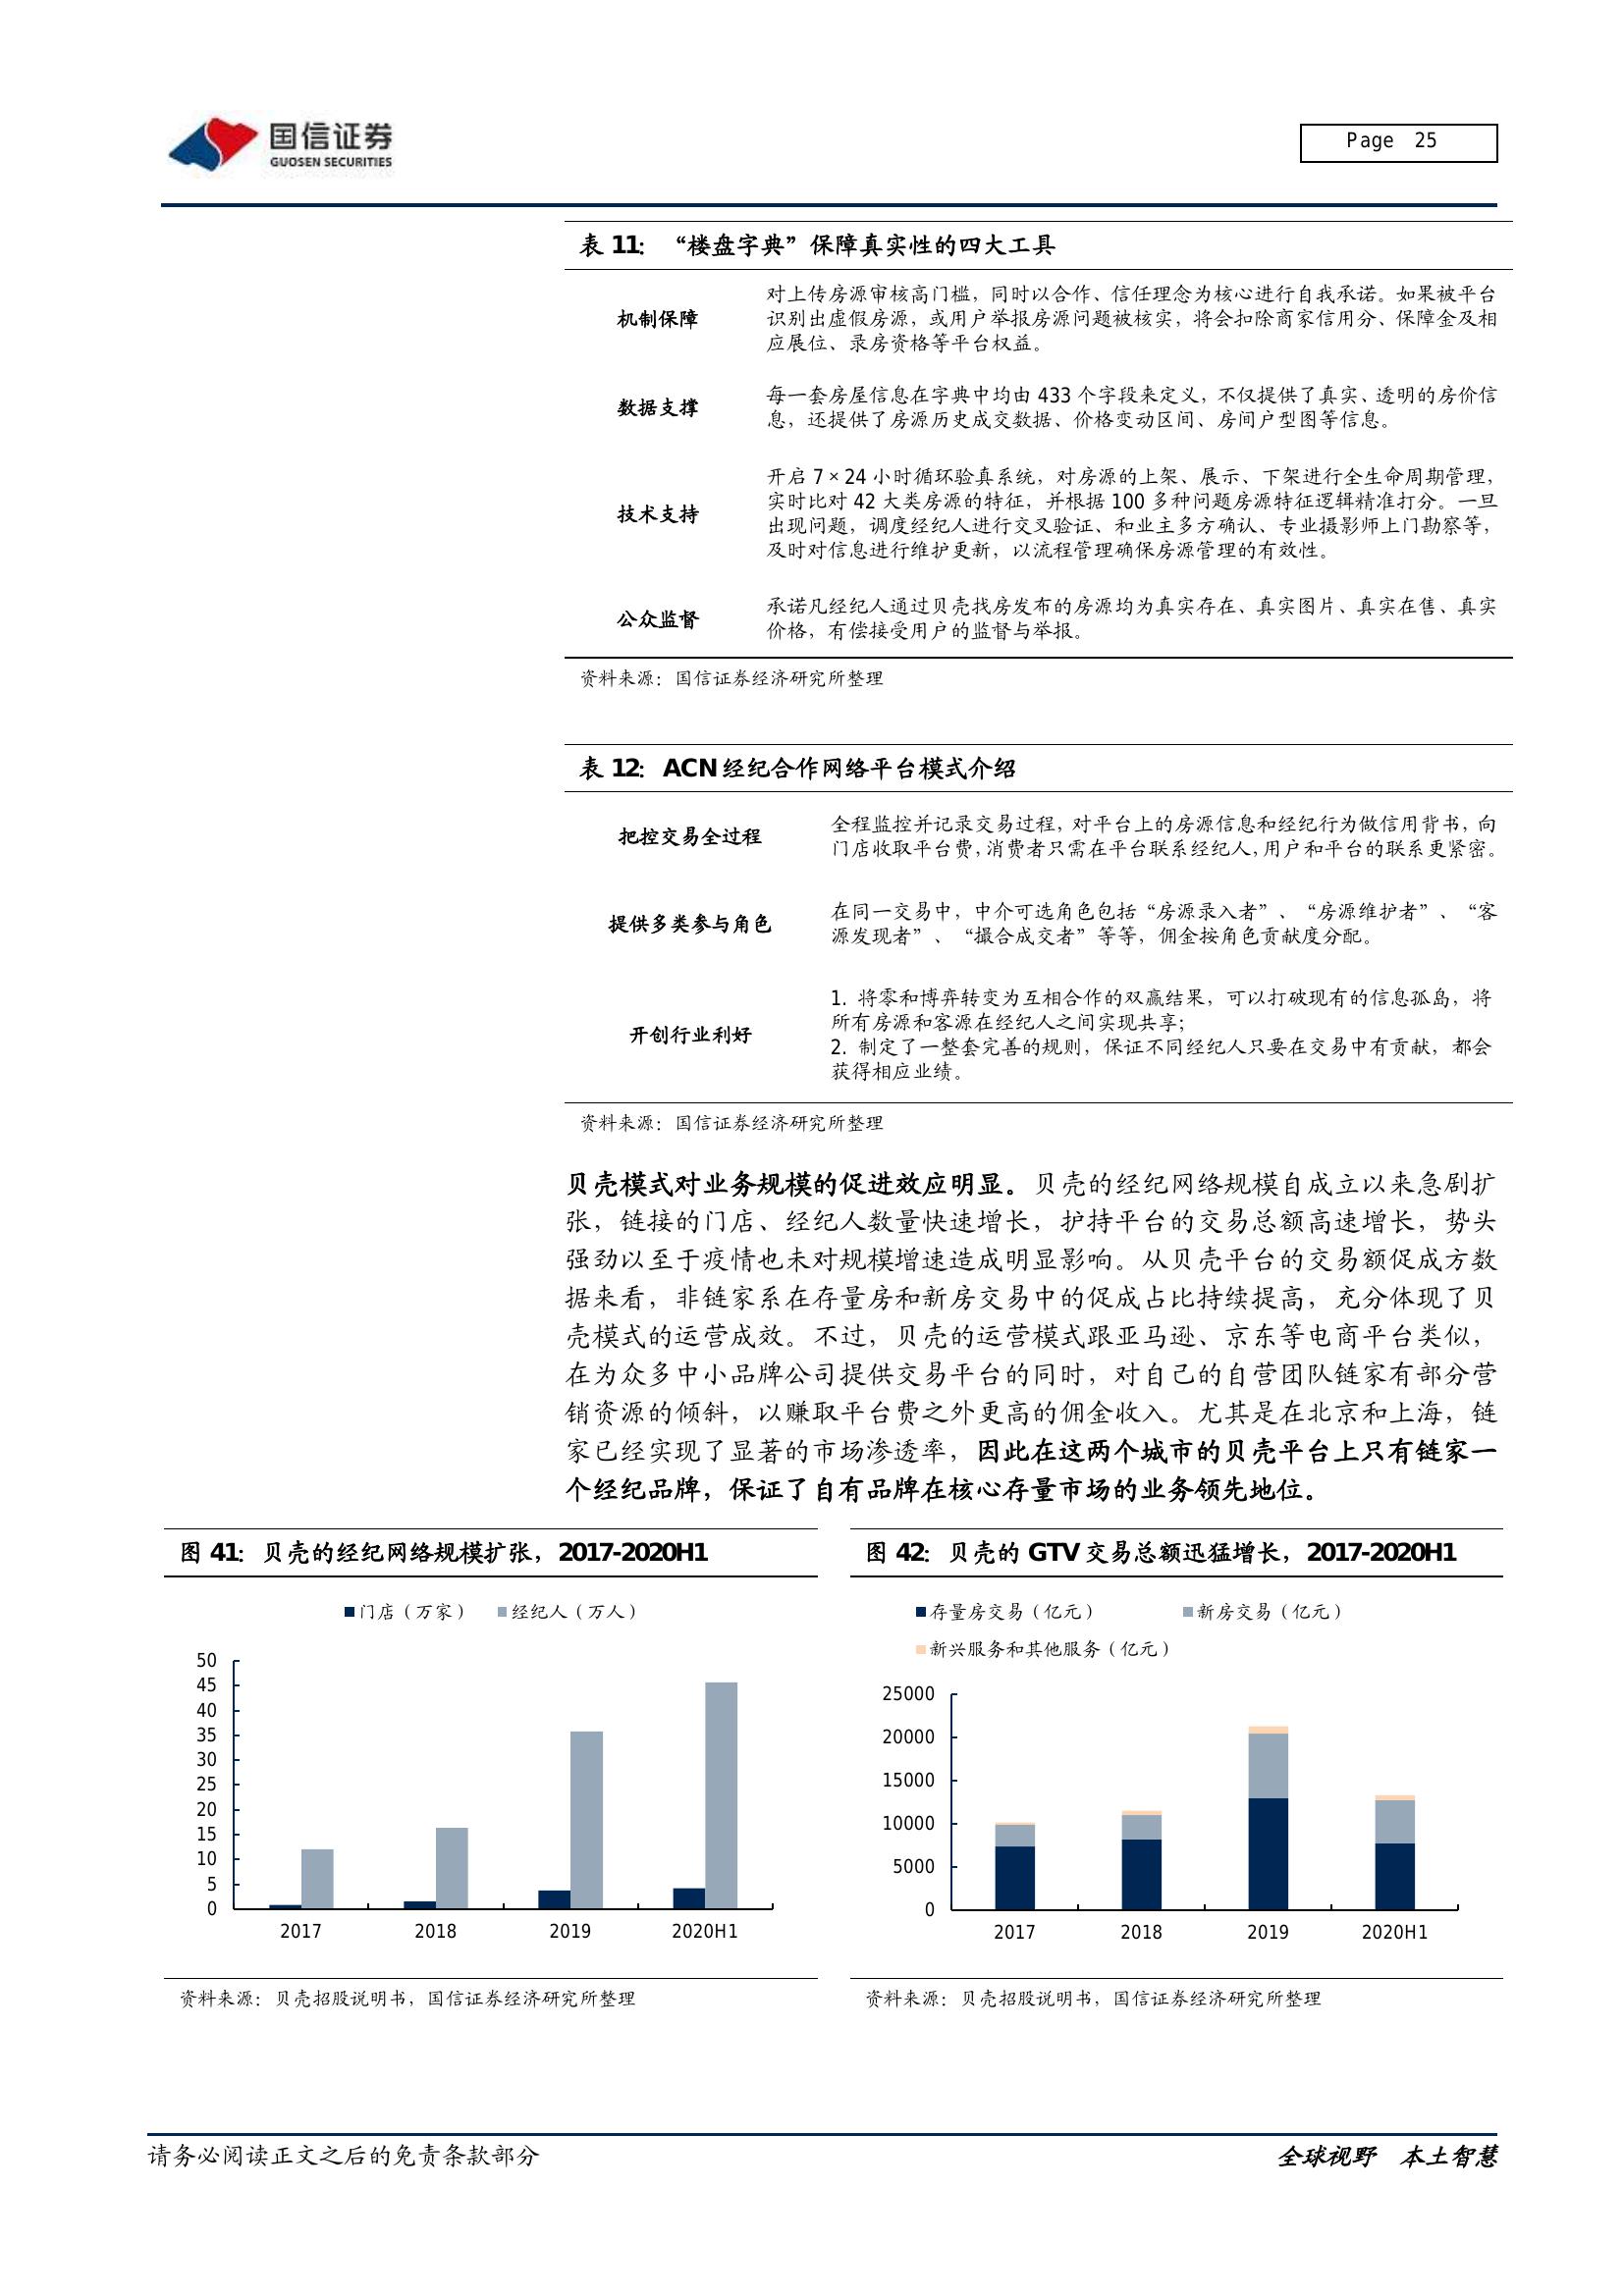 国信证券
GUOSEN SECURITIES
Page 25
表 11： “楼盘字典”保障真实性的四大工具
机制保障
对上传房源审核高门槛，同时以合作、信任理念为核心进行自我承诺。如果被平台
识别出虚假房源，或用户举报房源问题被核实，将会扣除商家信用分、保障金及相
应展位、录房资格等平台权益。
数据支撑
每一套房屋信息在字典中均由 433 个字段来定义，不仅提供了真实、透明的房价信
息，还提供了房源历史成交数据、价格变动区间、房间户型图等信息。
技术支持
开启 7×24 小时循环验真系统，对房源的上架、展示、下架进行全生命周期管理，
实时比对 42 大类房源的特征，并根据 100 多种问题房源特征逻辑精准打分。一旦
出现问题，调度经纪人进行交叉验证、和业主多方确认、专业摄影师上门勘察等，
及时对信息进行维护更新，以流程管理确保房源管理的有效性。
公众监督
承诺凡经纪人通过贝壳找房发布的房源均为真实存在、真实图片、真实在售、真实
价格，有偿接受用户的监督与举报。
资料来源：国信证券经济研究所整理
表 12：ACN 经纪合作网络平台模式介绍
把控交易全过程
全程监控并记录交易过程，对平台上的房源信息和经纪行为做信用背书，向
门店收取平台费，消费者只需在平台联系经纪人，用户和平台的联系更紧密。
提供多类参与角色
在同一交易中，中介可选角色包括“房源录入者”、“房源维护者”、“客
源发现者”、“撮合成交者”等等，佣金按角色贡献度分配。
开创行业利好
1. 将零和博弈转变为互相合作的双赢结果，可以打破现有的信息孤岛，将
所有房源和客源在经纪人之间实现共享；
2. 制定了一整套完善的规则，保证不同经纪人只要在交易中有贡献，都会
获得相应业绩。
资料来源：国信证券经济研究所整理
贝壳模式对业务规模的促进效应明显。贝壳的经纪网络规模自成立以来急剧扩
张，链接的门店、经纪人数量快速增长，护持平台的交易总额高速增长，势头
强劲以至于疫情也未对规模增速造成明显影响。从贝壳平台的交易额促成方数
据来看，非链家系在存量房和新房交易中的促成占比持续提高，充分体现了贝
壳模式的运营成效。不过，贝壳的运营模式跟亚马逊、京东等电商平台类似，
在为众多中小品牌公司提供交易平台的同时，对自己的自营团队链家有部分营
销资源的倾斜，以赚取平台费之外更高的佣金收入。尤其是在北京和上海，链
家已经实现了显著的市场渗透率，因此在这两个城市的贝壳平台上只有链家一
个经纪品牌，保证了自有品牌在核心存量市场的业务领先地位。
图 41：贝壳的经纪网络规模扩张，2017-2020H1
门店（万家） 经纪人（万人）
50
45
40
35
30
25
20
15
10
5
0
2017 2018 2019 2020H1
资料来源：贝壳招股说明书，国信证券经济研究所整理
图 42：贝壳的 GTV 交易总额迅猛增长，2017-2020H1
存量房交易（亿元） 新房交易（亿元）
新兴服务和其他服务（亿元）
25000
20000
15000
10000
5000
0
2017 2018 2019 2020H1
资料来源：贝壳招股说明书，国信证券经济研究所整理
请务必阅读正文之后的免责条款部分
全球视野 本土智慧